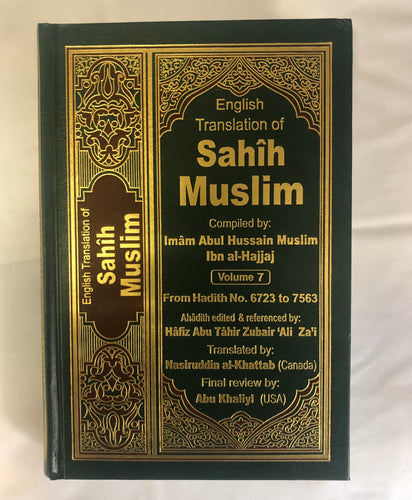 English Translation of
Sahîh
Muslim
English
Translation of
Sahîh
Muslim
Compiled by:
Imâm Abul Hussain Muslim
Ibn al-Hajjaj
Volume 7
From Hadith No. 6723 to 7563
Ahâdith edited & referenced by:
Hâfiz Abu Tâhir Zubair 'Ali Za'i
Translated by:
Nasiruddin al-Khattab (Canada)
Final review by:
Abu Khaliyl (USA)